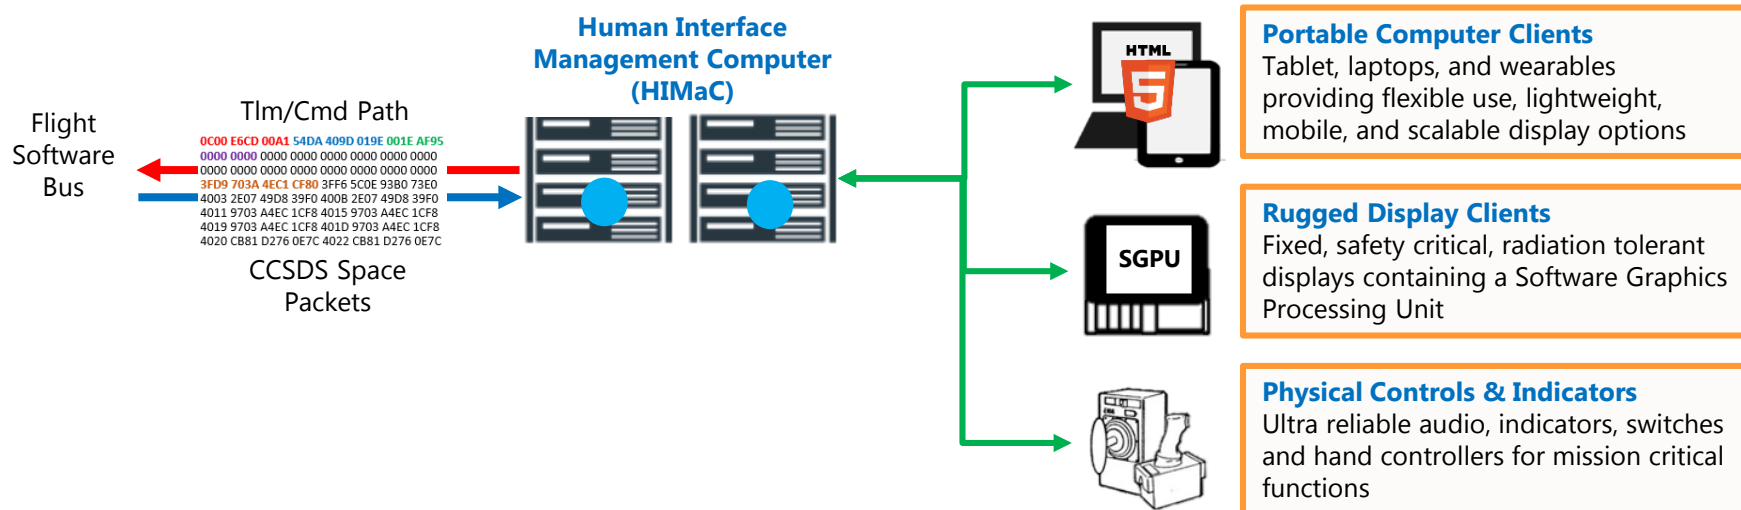 Flight
Software
Bus
Tlm/Cmd Path
0C00 E6CD 00A1 54DA 409D 019E 001E AF95
0000 0000 0000 0000 0000 0000 0000 0000
0000 0000 0000 0000 0000 0000 0000 0000
3FD9 703A 4EC1 CF80 3FF6 5C0E 93B0 73E0
4003 2E07 49D8 39F0 400B 2E07 49D8 39F0
4011 9703 A4EC 1CF8 4015 9703 A4EC 1CF8
4019 9703 A4EC 1CF8 401D 9703 A4EC 1CF8
4020 CB81 D276 0E7C 4022 CB81 D276 0E7C
CCSDS Space
Packets
Human Interface
Management Computer
(HIMaC)
HTML
5
SGPU
Portable Computer Clients
Tablet, laptops, and wearables
providing flexible use, lightweight,
mobile, and scalable display options
Rugged Display Clients
Fixed, safety critical, radiation tolerant
displays containing a Software Graphics
Processing Unit
Physical Controls & Indicators
Ultra reliable audio, indicators, switches
and hand controllers for mission critical
functions